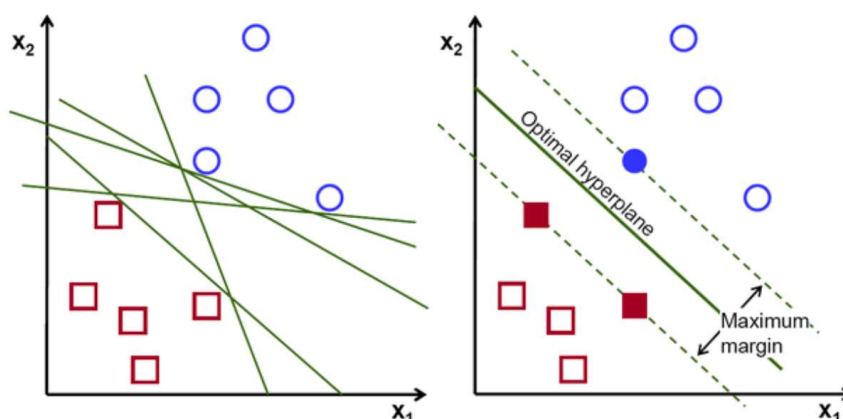 x₂
x₁
x₂
Optimal hyperplane
Maximum
margin
x₁